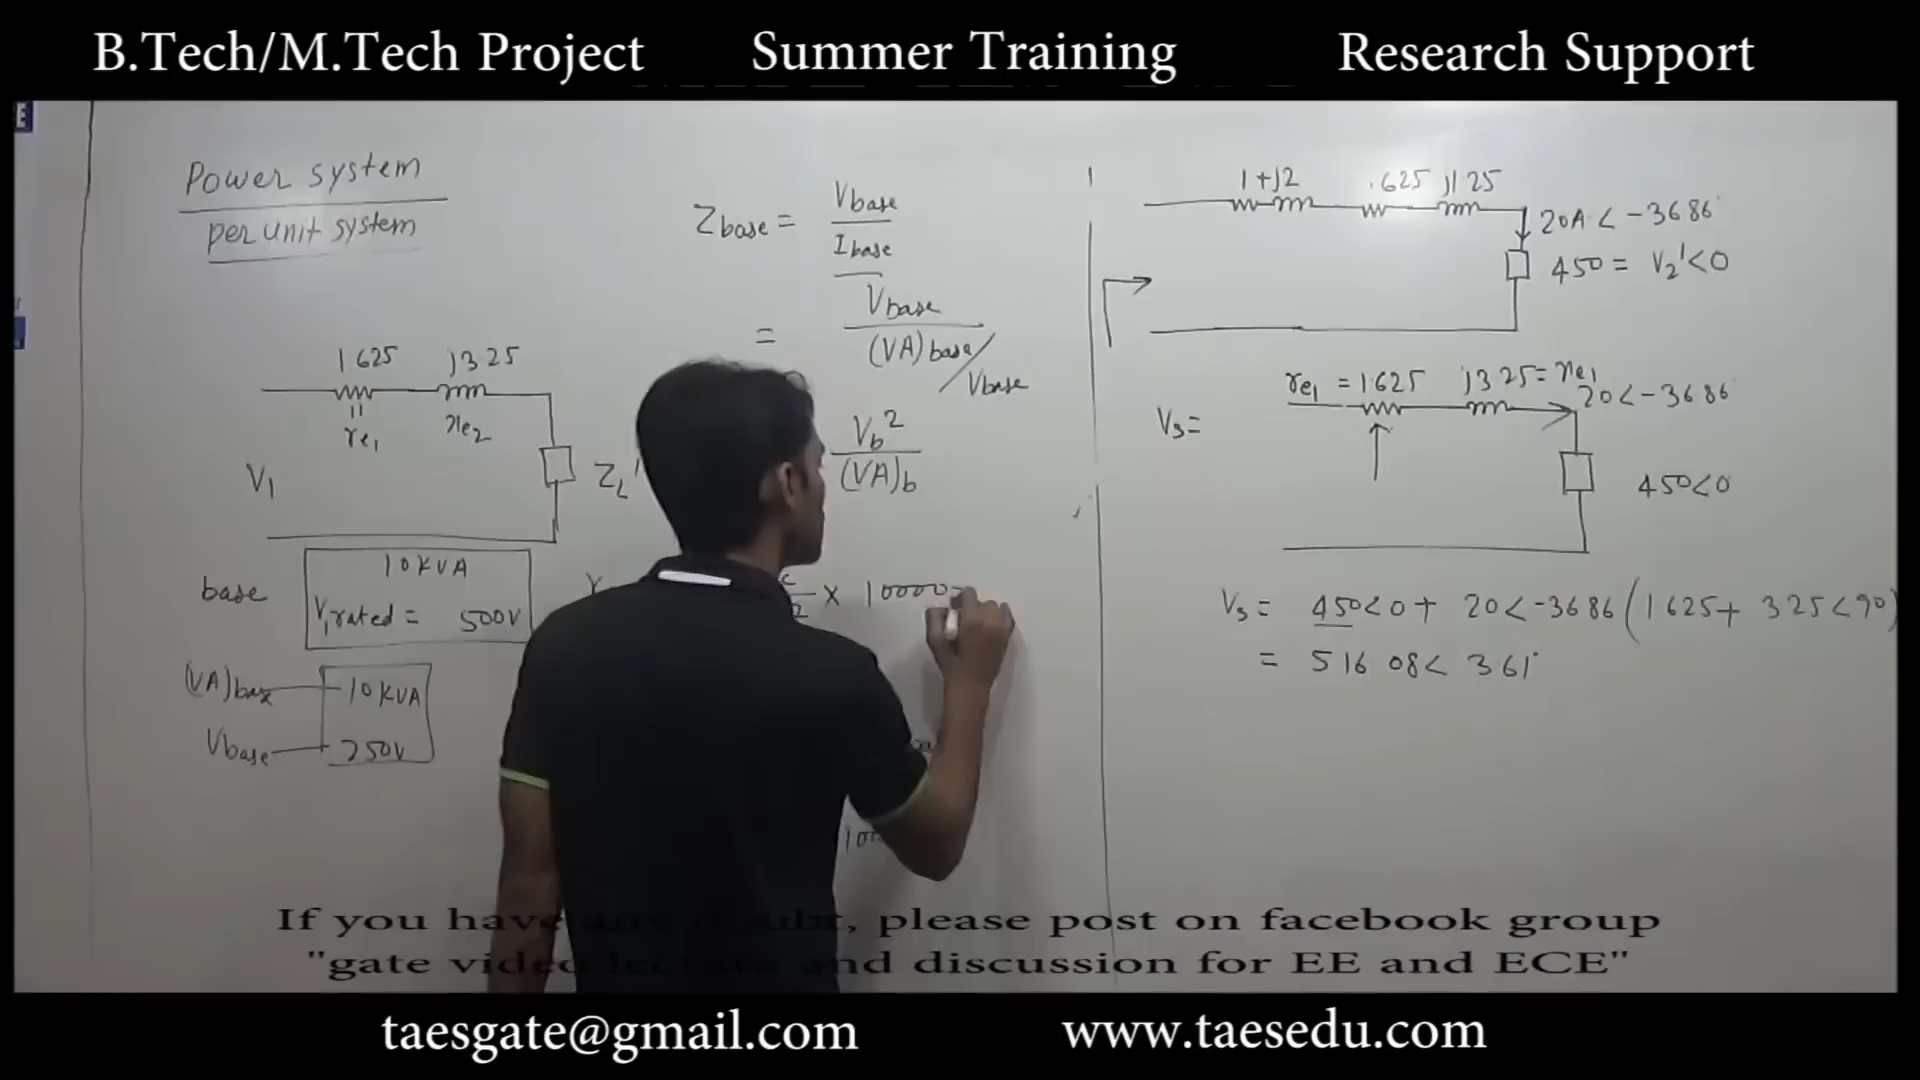 B.Tech/M.Tech Project Summer Training Research Support
E
Power system
per unit system
1 625 j3 25
re1
xe2
V1
ZL'
base
10KVA
V1rated = 500V
(VA)base 10KVA
Vbase 250V
Zbase = Vbase
Ibase
= Vbase
(VA)base/Vbase
Vb²
(VA)b
x 10000
1+j2 .625 j1 25
20A < -36 86°
450 = V2'<0
Vs =
re1 = 1.625 j3 25 = xe1
20<-36 86
450<0
Vs = 450<0 + 20<-36 86 (1 625 + 3 25<90)
= 516 08< 3 61°
If you have any doubt, please post on facebook group
"gate video lecture and discussion for EE and ECE"
taesgate@gmail.com www.taesedu.com